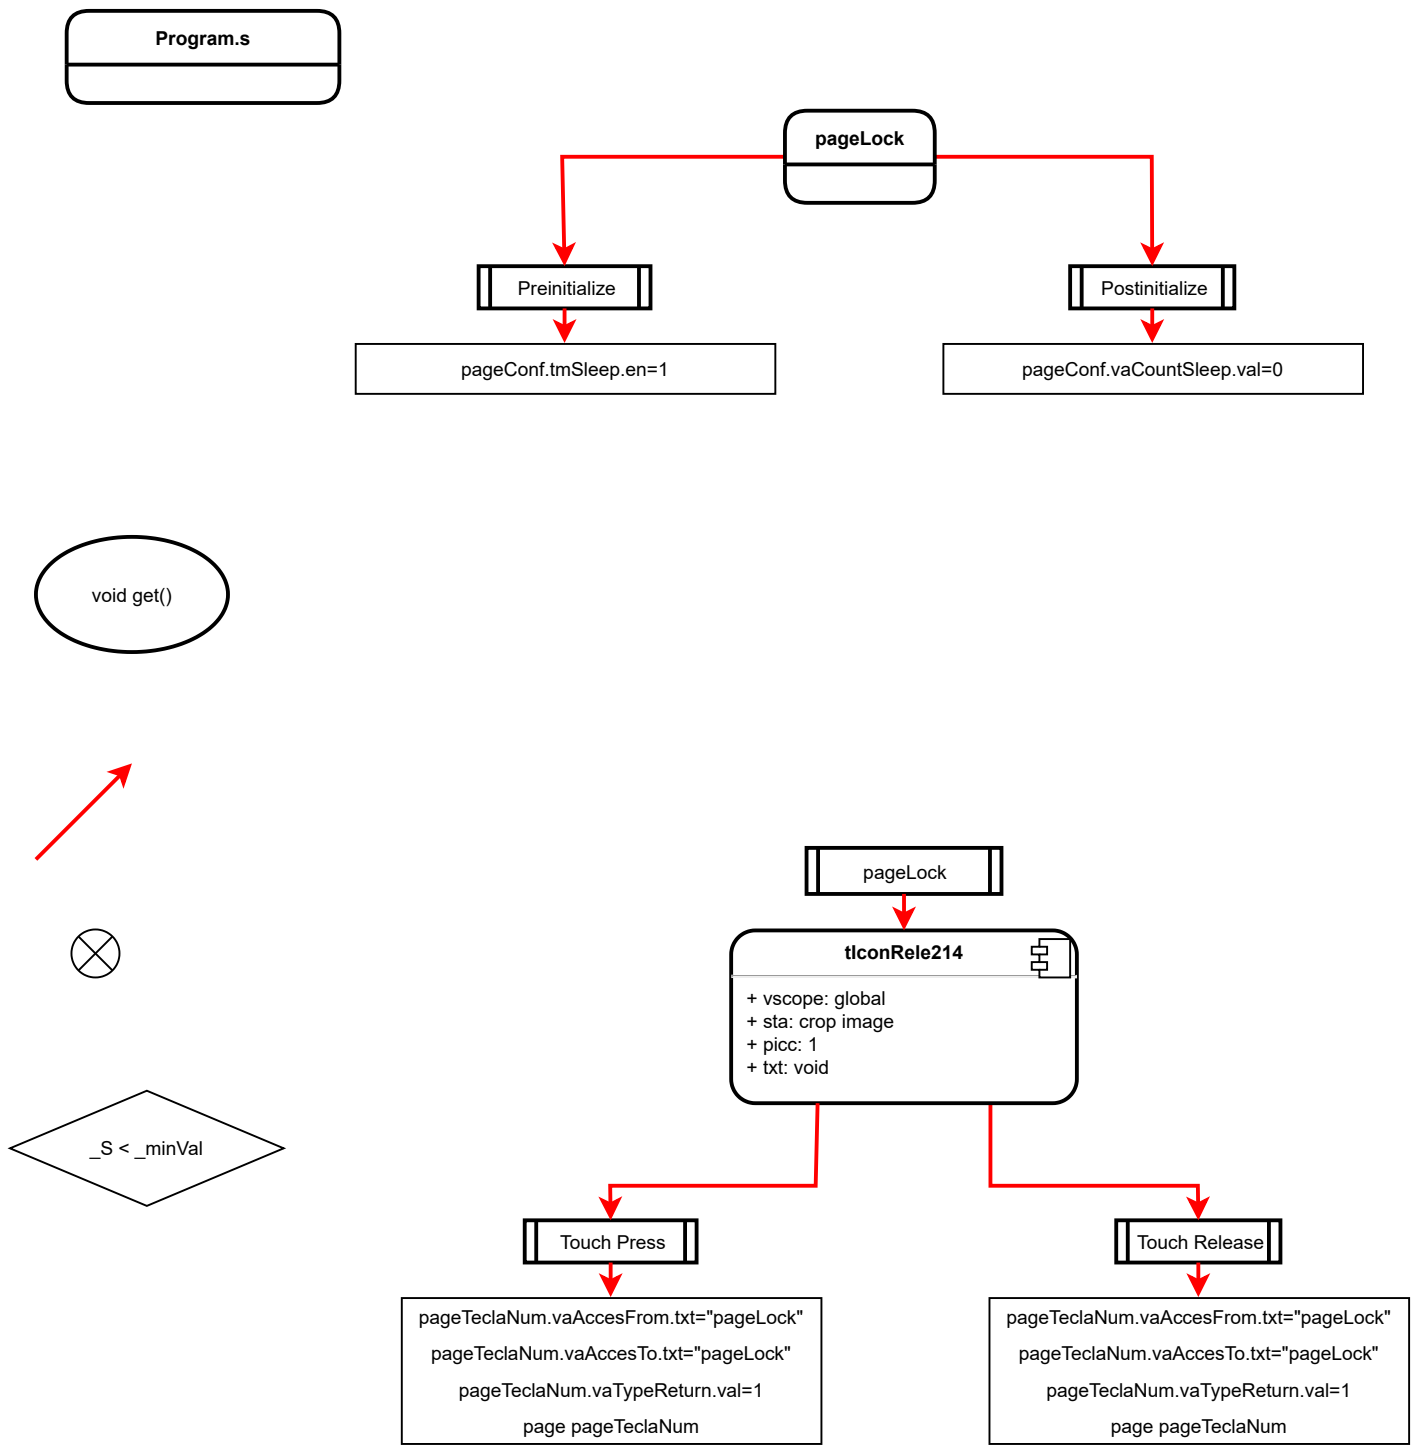 Program.s
pageLock
Preinitialize
Postinitialize
pageConf.tmSleep.en=1
pageConf.vaCountSleep.val=0
void get()
pageLock
tIconRele214
+ vscope: global
+ sta: crop image
+ picc: 1
+ txt: void
_S < _minVal
Touch Press
Touch Release
pageTeclaNum.vaAccesFrom.txt="pageLock"
pageTeclaNum.vaAccesTo.txt="pageLock"
pageTeclaNum.vaTypeReturn.val=1
page pageTeclaNum
pageTeclaNum.vaAccesFrom.txt="pageLock"
pageTeclaNum.vaAccesTo.txt="pageLock"
pageTeclaNum.vaTypeReturn.val=1
page pageTeclaNum